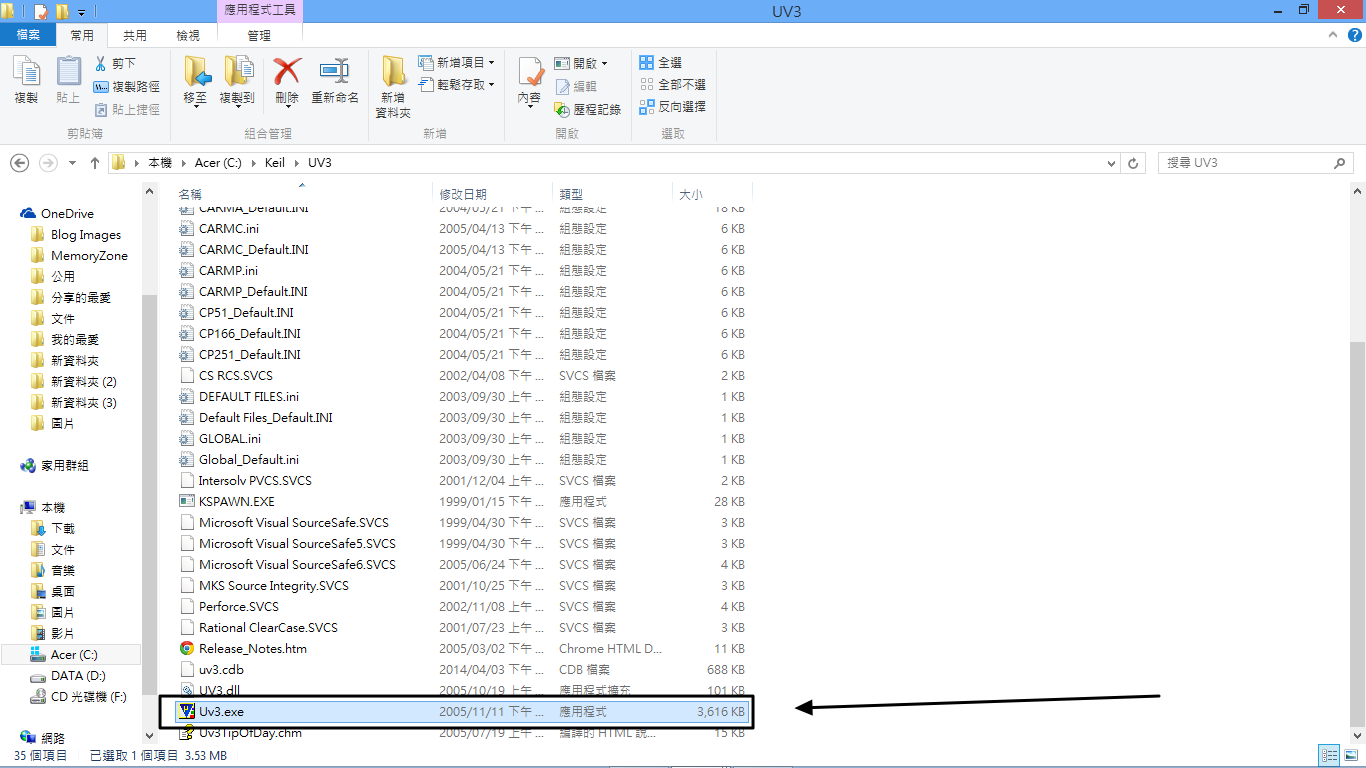 應用程式工具
UV3
檔案 常用 共用 檢視 管理
複製
貼上
剪下
複製路徑
貼上捷徑
移至
複製到
刪除
重新命名
新增
資料夾
新增項目
輕鬆存取
內容
開啟
編輯
歷程記錄
全選
全部不選
反向選擇
剪貼簿 組合管理 新增 開啟 選取
本機 Acer (C:) Keil UV3
搜尋 UV3
OneDrive
Blog Images
MemoryZone
公用
分享的最愛
文件
我的最愛
新資料夾
新資料夾 (2)
新資料夾 (3)
圖片
家用群組
本機
下載
文件
音樂
桌面
圖片
影片
Acer (C:)
DATA (D:)
CD 光碟機 (F:)
網路
名稱 修改日期 類型 大小
CARMA_Default.INI 2004/05/21 下午 ... 組態設定 18 KB
CARMC.ini 2005/04/13 下午 ... 組態設定 6 KB
CARMC_Default.INI 2005/04/13 下午 ... 組態設定 6 KB
CARMP.ini 2004/05/21 下午 ... 組態設定 6 KB
CARMP_Default.INI 2004/05/21 下午 ... 組態設定 6 KB
CP51_Default.INI 2004/05/21 下午 ... 組態設定 6 KB
CP166_Default.INI 2004/05/21 下午 ... 組態設定 6 KB
CP251_Default.INI 2004/05/21 下午 ... 組態設定 6 KB
CS RCS.SVCS 2002/04/08 下午 ... SVCS 檔案 2 KB
DEFAULT FILES.ini 2003/09/30 上午 ... 組態設定 1 KB
Default Files_Default.INI 2003/09/30 上午 ... 組態設定 1 KB
GLOBAL.ini 2003/09/30 上午 ... 組態設定 1 KB
Global_Default.ini 2003/09/30 上午 ... 組態設定 1 KB
Intersolv PVCS.SVCS 2001/12/04 上午 ... SVCS 檔案 2 KB
KSPAWN.EXE 1999/01/15 下午 ... 應用程式 28 KB
Microsoft Visual SourceSafe.SVCS 1999/04/30 下午 ... SVCS 檔案 3 KB
Microsoft Visual SourceSafe5.SVCS 1999/04/30 下午 ... SVCS 檔案 3 KB
Microsoft Visual SourceSafe6.SVCS 2005/06/24 下午 ... SVCS 檔案 4 KB
MKS Source Integrity.SVCS 2001/10/25 下午 ... SVCS 檔案 3 KB
Perforce.SVCS 2002/11/08 上午 ... SVCS 檔案 4 KB
Rational ClearCase.SVCS 2001/07/23 上午 ... SVCS 檔案 3 KB
Release_Notes.htm 2005/03/02 下午 ... Chrome HTML D... 11 KB
uv3.cdb 2014/04/03 下午 ... CDB 檔案 688 KB
UV3.dll 2005/10/19 上午 ... 應用程式擴充 101 KB
Uv3.exe 2005/11/11 下午 ... 應用程式 3,616 KB
Uv3TipOfDay.chm 2005/07/19 上午 ... 編譯的 HTML 說... 15 KB
35 個項目 已選取 1 個項目 3.53 MB